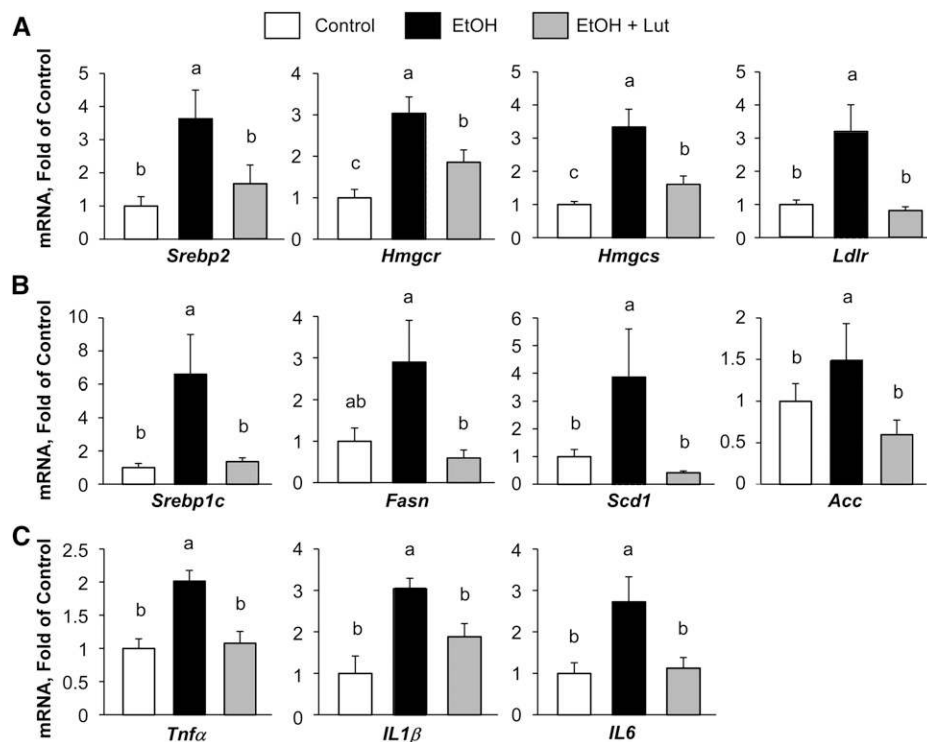 A
Control EtOH EtOH + Lut
mRNA, Fold of Control
5 4 3 2 1 0
b a b
Srebp2
4 3 2 1 0
c a b
Hmgcr
5 4 3 2 1 0
c a b
Hmgcs
5 4 3 2 1 0
b a b
Ldlr
B
mRNA, Fold of Control
10 8 6 4 2 0
b a b
Srebp1c
4 3 2 1 0
ab a b
Fasn
6 5 4 3 2 1 0
b a b
Scd1
2 1.5 1 0.5 0
b a b
Acc
C
mRNA, Fold of Control
2.5 2 1.5 1 0.5 0
b a b
Tnfα
4 3 2 1 0
b a b
IL1β
4 3 2 1 0
b a b
IL6